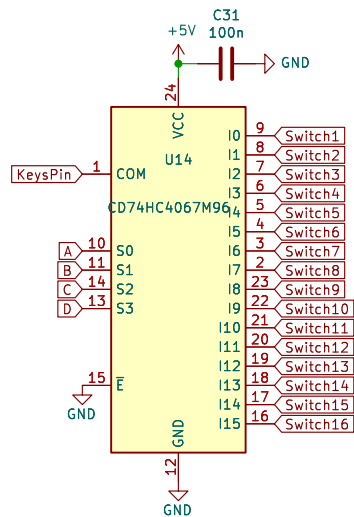 C31
100n
+5V
GND
24
VCC
U14
CD74HC4067M96
KeysPin 1 COM
A 10 S0
B 11 S1
C 14 S2
D 13 S3
15 E
GND
I0 9 Switch1
I1 8 Switch2
I2 7 Switch3
I3 6 Switch4
I4 5 Switch5
I5 4 Switch6
I6 3 Switch7
I7 2 Switch8
I8 23 Switch9
I9 22 Switch10
I10 21 Switch11
I11 20 Switch12
I12 19 Switch13
I13 18 Switch14
I14 17 Switch15
I15 16 Switch16
GND
12
GND